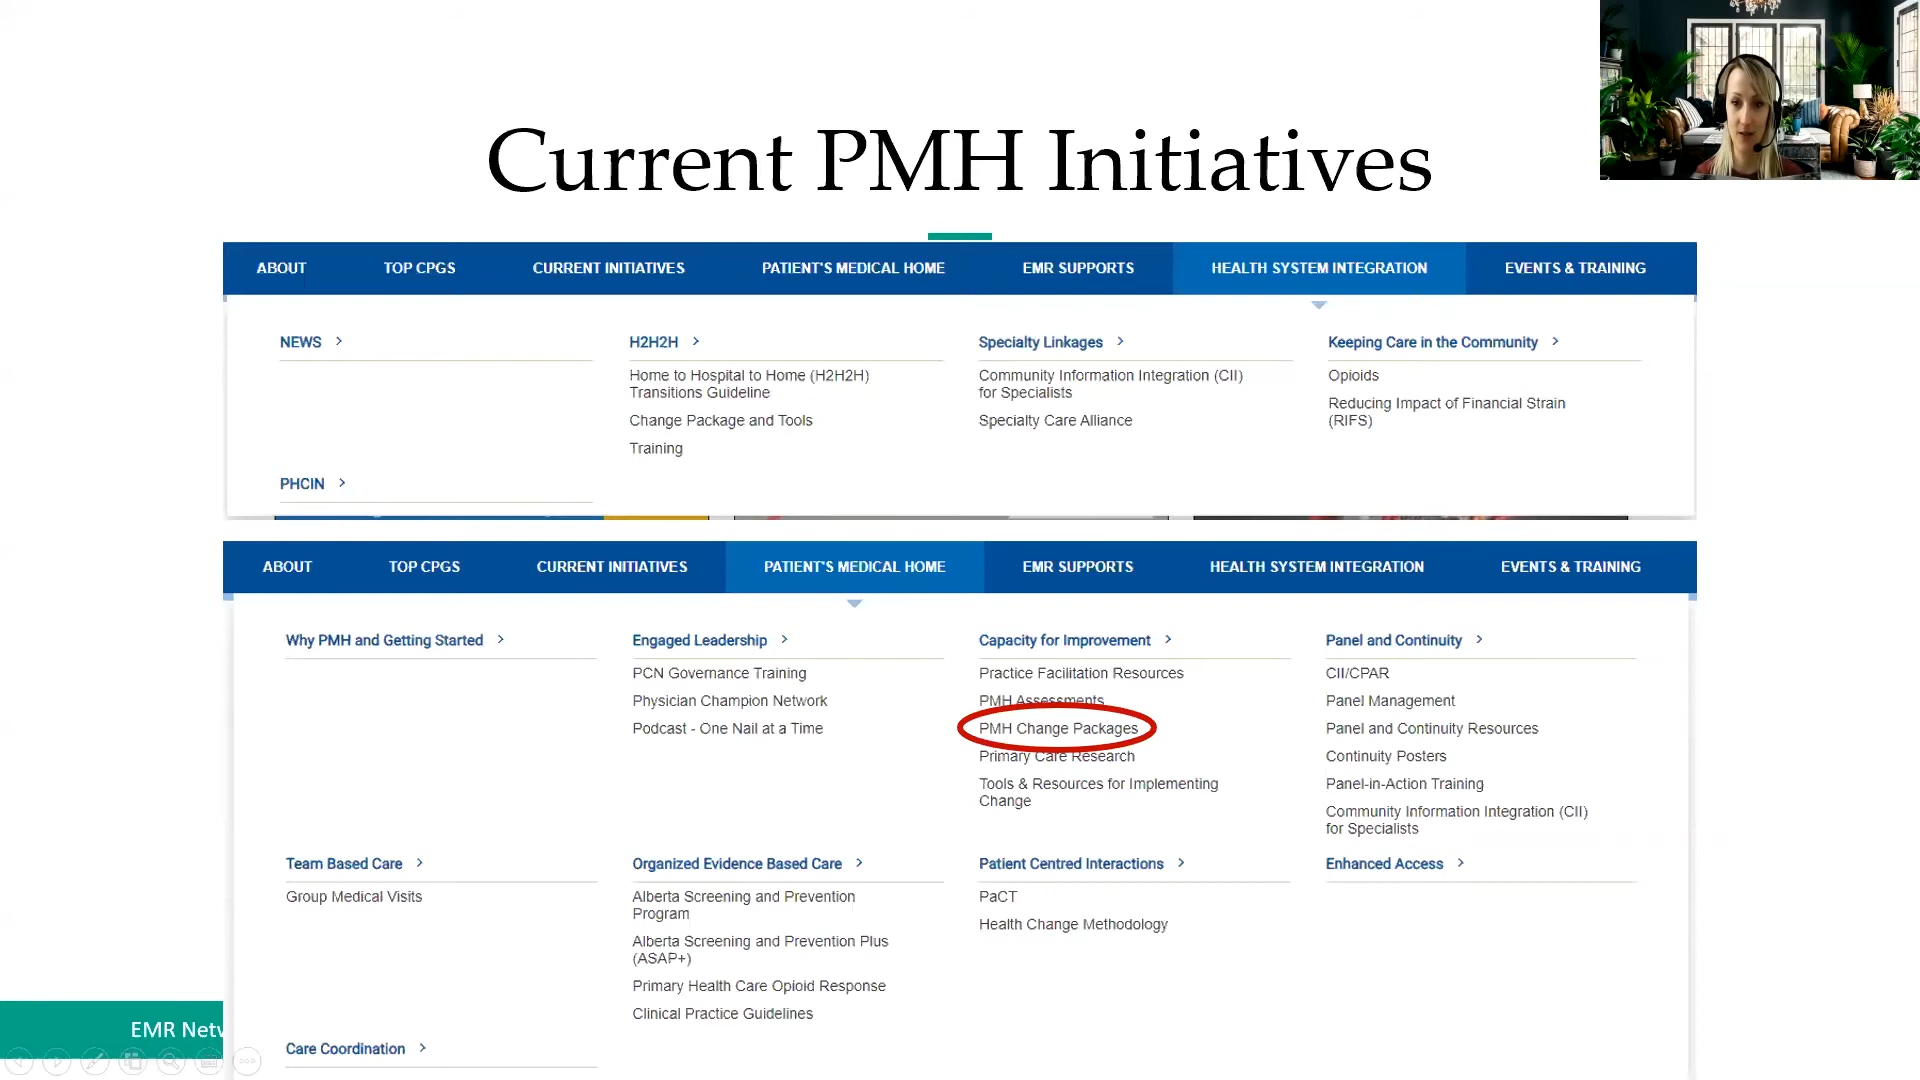 Current PMH Initiatives
ABOUT TOP CPGS CURRENT INITIATIVES PATIENT'S MEDICAL HOME EMR SUPPORTS HEALTH SYSTEM INTEGRATION EVENTS & TRAINING
NEWS
H2H2H
Home to Hospital to Home (H2H2H)
Transitions Guideline
Change Package and Tools
Training
Specialty Linkages
Community Information Integration (CII)
for Specialists
Specialty Care Alliance
Keeping Care in the Community
Opioids
Reducing Impact of Financial Strain
(RIFS)
PHCIN
ABOUT TOP CPGS CURRENT INITIATIVES PATIENT'S MEDICAL HOME EMR SUPPORTS HEALTH SYSTEM INTEGRATION EVENTS & TRAINING
Why PMH and Getting Started
Engaged Leadership
PCN Governance Training
Physician Champion Network
Podcast - One Nail at a Time
Capacity for Improvement
Practice Facilitation Resources
PMH Assessments
PMH Change Packages
Primary Care Research
Tools & Resources for Implementing
Change
Panel and Continuity
CII/CPAR
Panel Management
Panel and Continuity Resources
Continuity Posters
Panel-in-Action Training
Community Information Integration (CII)
for Specialists
Team Based Care
Group Medical Visits
Organized Evidence Based Care
Alberta Screening and Prevention
Program
Alberta Screening and Prevention Plus
(ASAP+)
Primary Health Care Opioid Response
Clinical Practice Guidelines
Patient Centred Interactions
PaCT
Health Change Methodology
Enhanced Access
Care Coordination
EMR